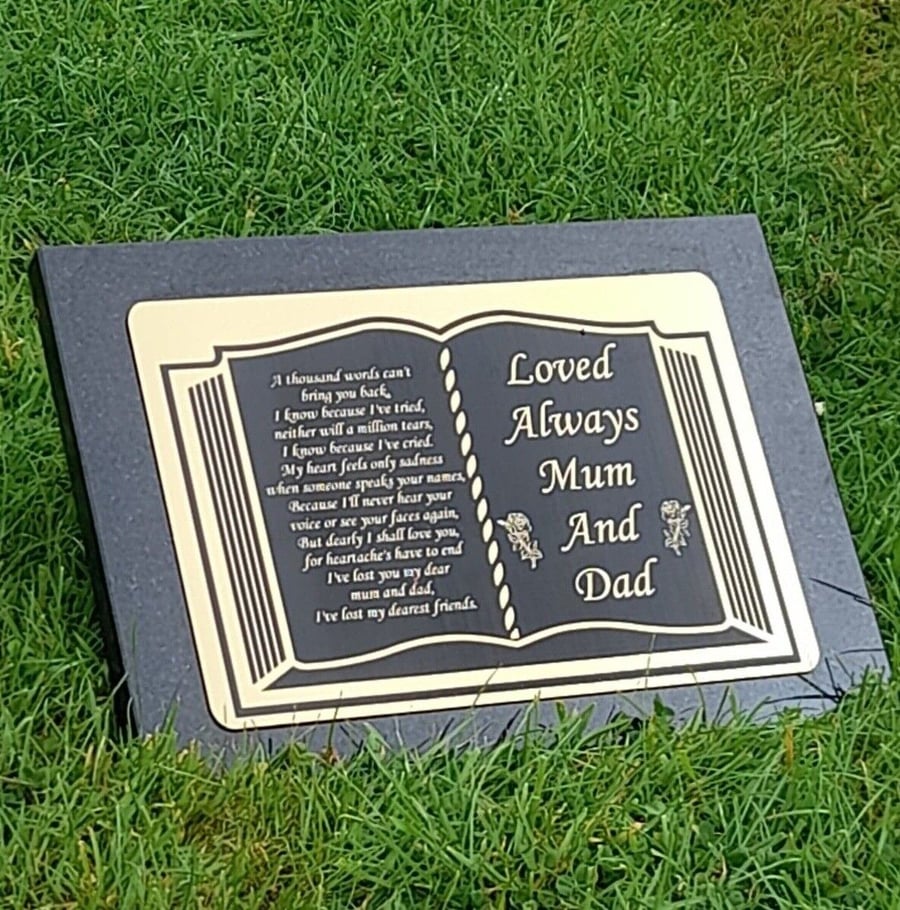 A thousand words can't
bring you back,
I know because I've tried,
neither will a million tears,
I know because I've cried.
My heart feels only sadness
when someone speaks your names,
Because I'll never hear your
voice or see your faces again,
But dearly I shall love you,
for heartache's have to end
I've lost you my dear
mum and dad,
I've lost my dearest friends.
Loved
Always
Mum
And
Dad